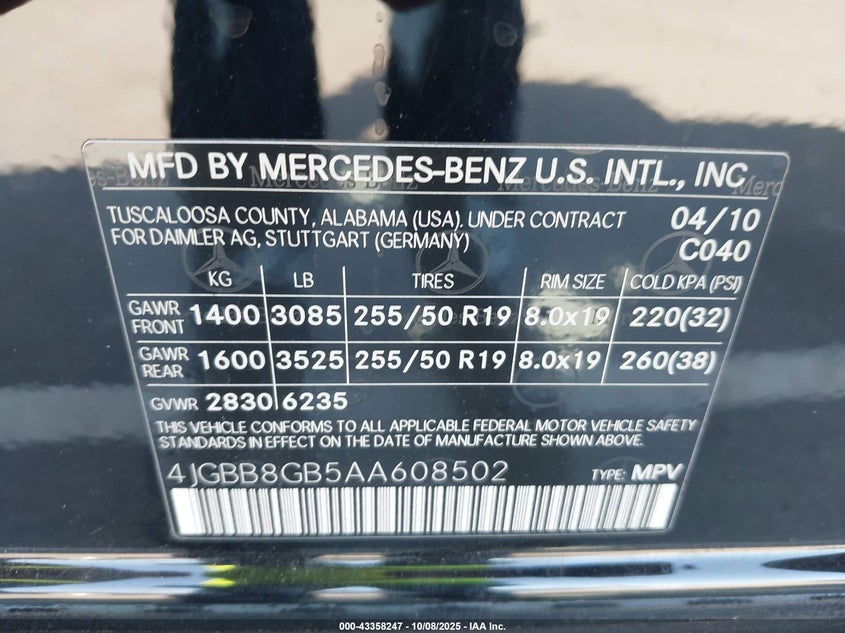 MFD BY MERCEDES-BENZ U.S. INTL., INC
TUSCALOOSA COUNTY, ALABAMA (USA). UNDER CONTRACT 04/10
FOR DAIMLER AG, STUTTGART (GERMANY) C040
KG LB TIRES RIM SIZE COLD KPA (PSI)
GAWR FRONT 1400 3085 255/50 R19 8.0x19 220(32)
GAWR REAR 1600 3525 255/50 R19 8.0x19 260(38)
GVWR 2830 6235
THIS VEHICLE CONFORMS TO ALL APPLICABLE FEDERAL MOTOR VEHICLE SAFETY
STANDARDS IN EFFECT ON THE DATE OF MANUFACTURE SHOWN ABOVE.
4JGBB8GB5AA608502 TYPE: MPV
000-43358247 - 10/08/2025 - IAA Inc.